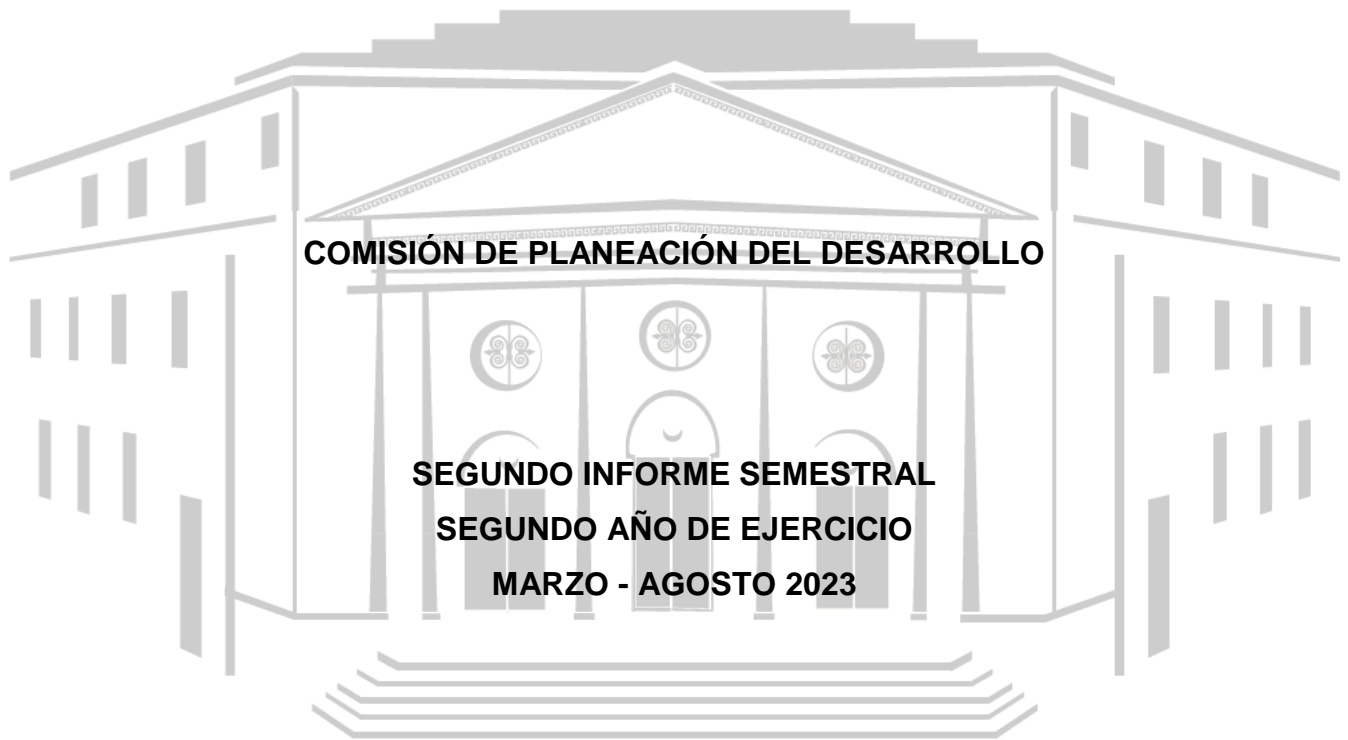 COMISIÓN DE PLANEACIÓN DEL DESARROLLO
SEGUNDO INFORME SEMESTRAL
SEGUNDO AÑO DE EJERCICIO
MARZO - AGOSTO 2023